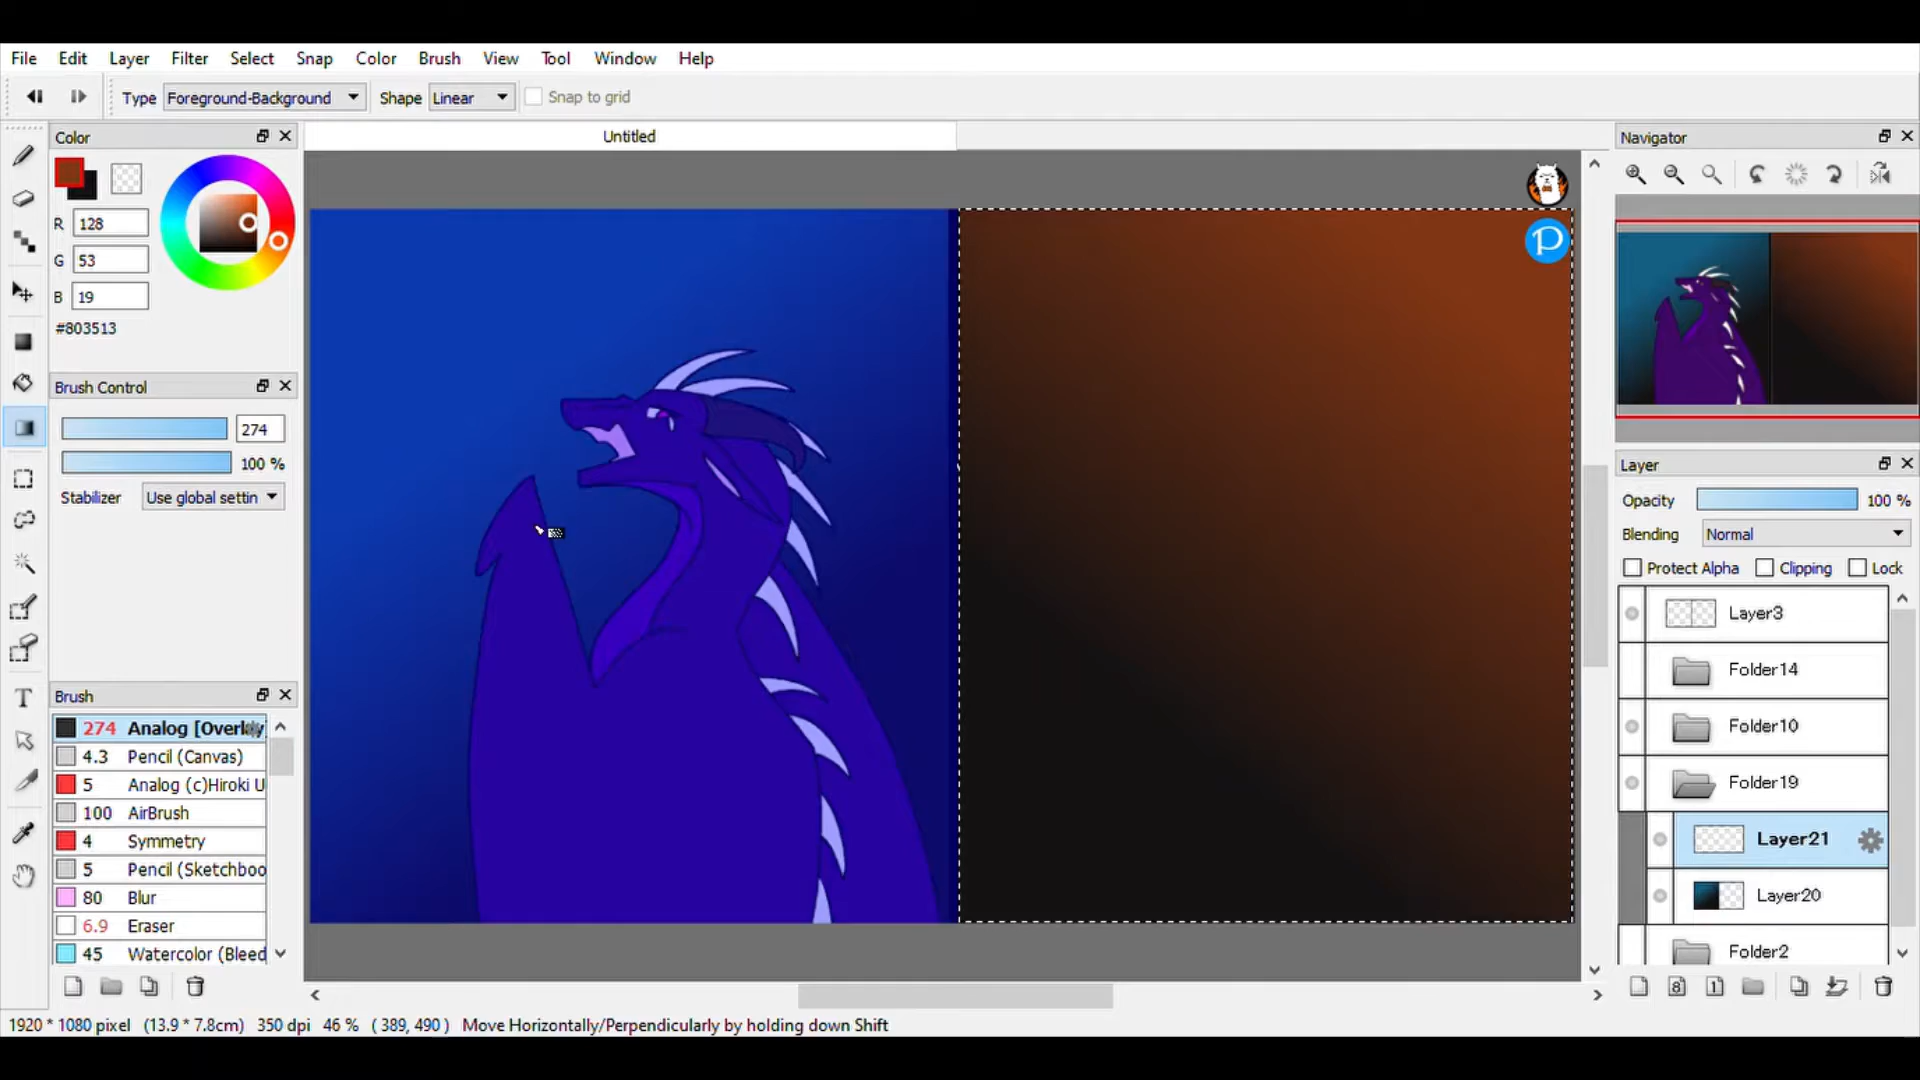 File Edit Layer Filter Select Snap Color Brush View Tool Window Help
Type Foreground-Background Shape Linear Snap to grid
Color
Untitled
Navigator
R 128
G 53
B 19
#803513
P
Brush Control
274
100 %
Stabilizer Use global settin
Brush
274 Analog [Overlay
4.3 Pencil (Canvas)
5 Analog (c)Hiroki U
100 AirBrush
4 Symmetry
5 Pencil (Sketchboo
80 Blur
6.9 Eraser
45 Watercolor (Bleed
Layer
Opacity 100 %
Blending Normal
Protect Alpha Clipping Lock
Layer3
Folder14
Folder10
Folder19
Layer21
Layer20
Folder2
8 1
T
1920 * 1080 pixel (13.9 * 7.8cm) 350 dpi 46 % ( 389, 490 ) Move Horizontally/Perpendicularly by holding down Shift